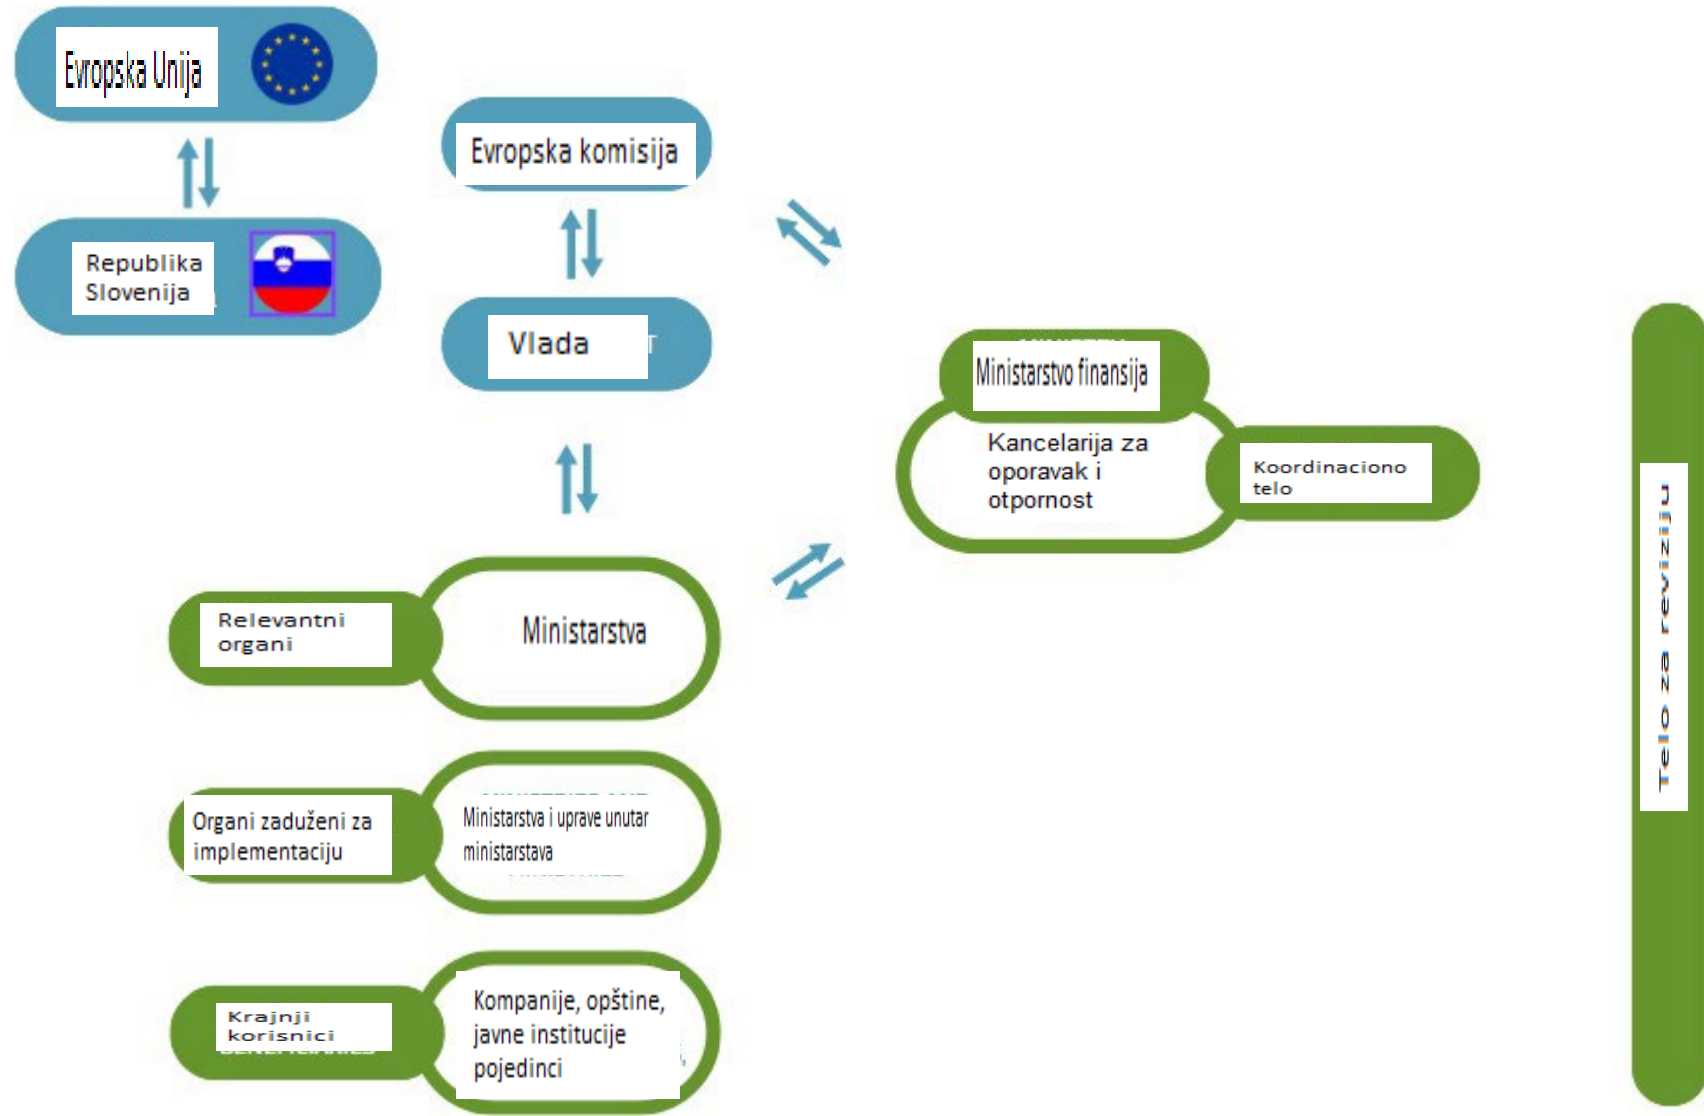 Evropska Unija
Republika
Slovenija
Evropska komisija
Vlada
T
Ministarstvo finansija
Kancelarija za
oporavak i
otpornost
Koordinaciono
telo
Relevantni
organi
Ministarstva
Organi zaduženi za
implementaciju
Ministarstva i uprave unutar
ministarstava
Krajnji
korisnici
Kompanije, opštine,
javne institucije
pojedinci
Telo za reviziju